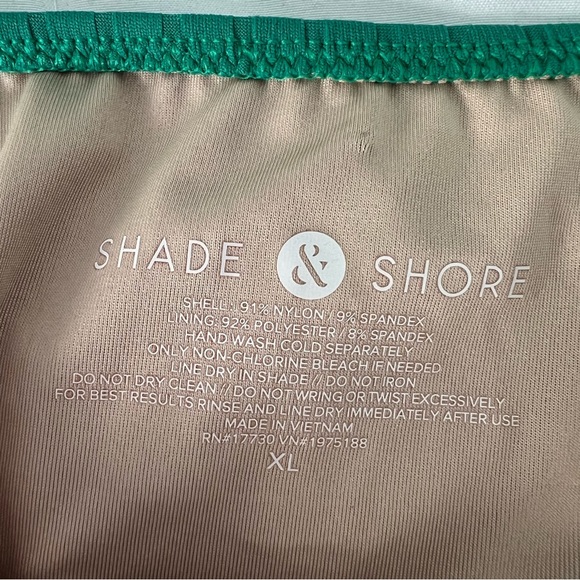 SHADE & SHORE
SHELL: 91% NYLON / 9% SPANDEX
LINING: 92% POLYESTER / 8% SPANDEX
HAND WASH COLD SEPARATELY
ONLY NON-CHLORINE BLEACH IF NEEDED
LINE DRY IN SHADE // DO NOT IRON
DO NOT DRY CLEAN // DO NOT WRING OR TWIST EXCESSIVELY
FOR BEST RESULTS RINSE AND LINE DRY IMMEDIATELY AFTER USE
MADE IN VIETNAM
RN#17730 VN#1975188
XL